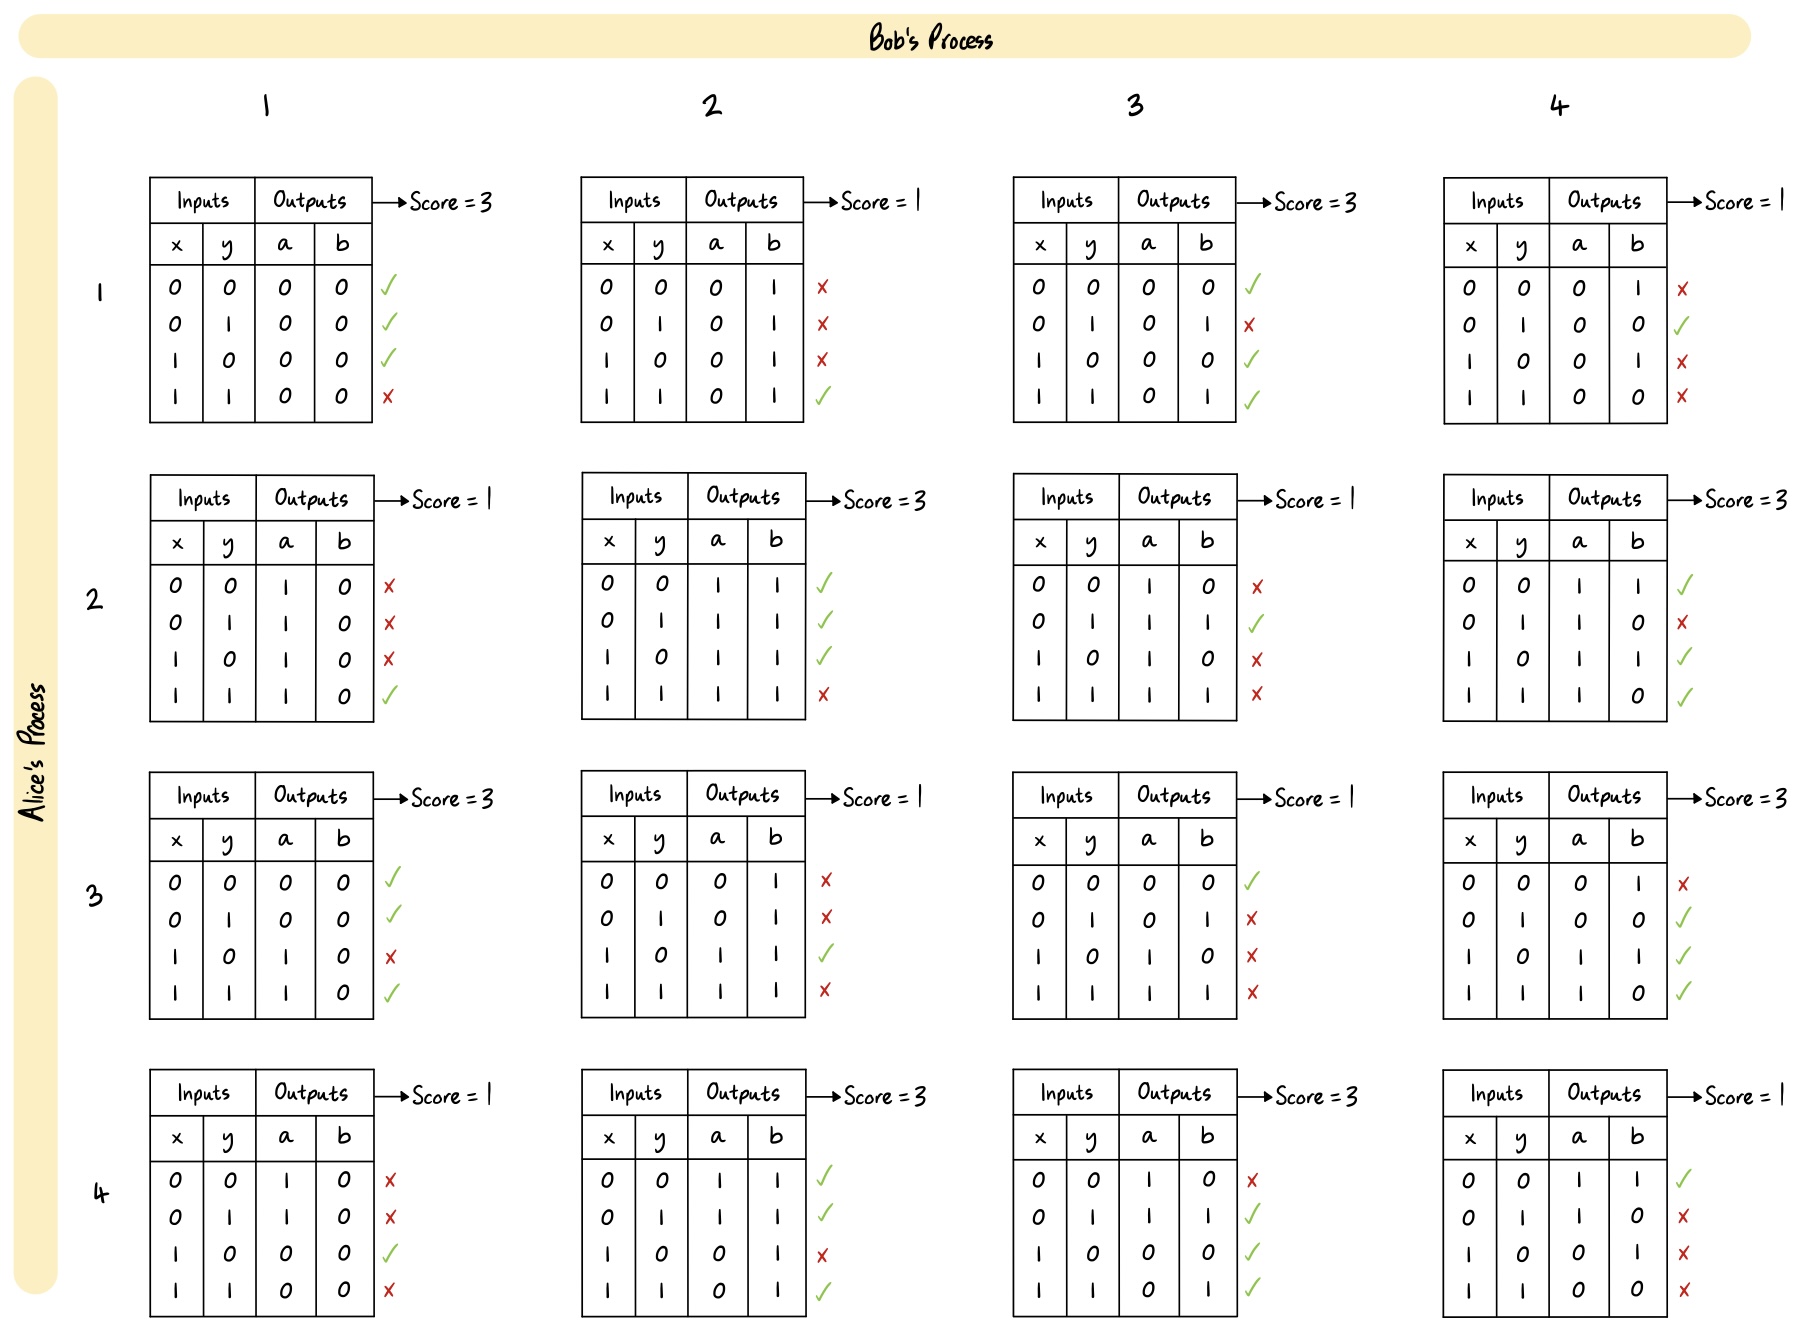 Bob's Process
1 2 3 4
Alice's Process
1
Inputs Outputs → Score = 3
x y a b
0 0 0 0 ✓
0 1 0 0 ✓
1 0 0 0 ✓
1 1 0 0 ✗
Inputs Outputs → Score = 1
x y a b
0 0 0 1 ✗
0 1 0 1 ✗
1 0 0 1 ✗
1 1 0 1 ✓
Inputs Outputs → Score = 3
x y a b
0 0 0 0 ✓
0 1 0 1 ✗
1 0 0 0 ✓
1 1 0 1 ✓
Inputs Outputs → Score = 1
x y a b
0 0 0 1 ✗
0 1 0 0 ✓
1 0 0 1 ✗
1 1 0 0 ✗
2
Inputs Outputs → Score = 1
x y a b
0 0 1 0 ✗
0 1 1 0 ✗
1 0 1 0 ✗
1 1 1 0 ✓
Inputs Outputs → Score = 3
x y a b
0 0 1 1 ✓
0 1 1 1 ✓
1 0 1 1 ✓
1 1 1 1 ✗
Inputs Outputs → Score = 1
x y a b
0 0 1 0 ✗
0 1 1 1 ✓
1 0 1 0 ✗
1 1 1 1 ✗
Inputs Outputs → Score = 3
x y a b
0 0 1 1 ✓
0 1 1 0 ✗
1 0 1 1 ✓
1 1 1 0 ✓
3
Inputs Outputs → Score = 3
x y a b
0 0 0 0 ✓
0 1 0 0 ✓
1 0 1 0 ✗
1 1 1 0 ✓
Inputs Outputs → Score = 1
x y a b
0 0 0 1 ✗
0 1 0 1 ✗
1 0 1 1 ✓
1 1 1 1 ✗
Inputs Outputs → Score = 1
x y a b
0 0 0 0 ✓
0 1 0 1 ✗
1 0 1 0 ✗
1 1 1 1 ✗
Inputs Outputs → Score = 3
x y a b
0 0 0 1 ✗
0 1 0 0 ✓
1 0 1 1 ✓
1 1 1 0 ✓
4
Inputs Outputs → Score = 1
x y a b
0 0 1 0 ✗
0 1 1 0 ✗
1 0 0 0 ✓
1 1 0 0 ✗
Inputs Outputs → Score = 3
x y a b
0 0 1 1 ✓
0 1 1 1 ✓
1 0 0 1 ✗
1 1 0 1 ✓
Inputs Outputs → Score = 3
x y a b
0 0 1 0 ✗
0 1 1 1 ✓
1 0 0 0 ✓
1 1 0 1 ✓
Inputs Outputs → Score = 1
x y a b
0 0 1 1 ✓
0 1 1 0 ✗
1 0 0 1 ✗
1 1 0 0 ✗